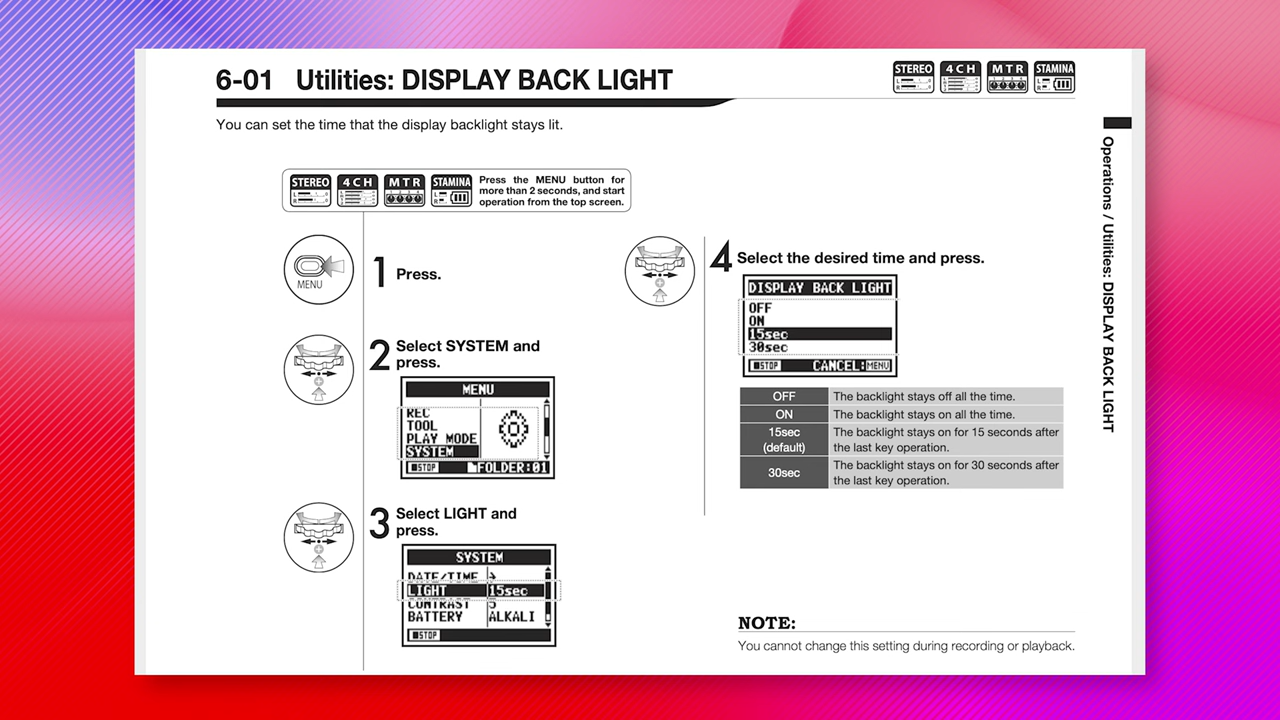 6-01 Utilities: DISPLAY BACK LIGHT
STEREO 4CH MTR STAMINA
You can set the time that the display backlight stays lit.
STEREO 4CH MTR STAMINA
Press the MENU button for
more than 2 seconds, and start
operation from the top screen.
MENU
1 Press.
2 Select SYSTEM and
press.
MENU
REC
TOOL
PLAY MODE
SYSTEM
STOP FOLDER:01
3 Select LIGHT and
press.
SYSTEM
DATE/TIME
LIGHT 15sec
CONTRAST 5
BATTERY ALKALI
STOP
4 Select the desired time and press.
DISPLAY BACK LIGHT
OFF
ON
15sec
30sec
STOP CANCEL:MENU
OFF The backlight stays off all the time.
ON The backlight stays on all the time.
15sec
(default)
The backlight stays on for 15 seconds after
the last key operation.
30sec
The backlight stays on for 30 seconds after
the last key operation.
NOTE:
You cannot change this setting during recording or playback.
Operations / Utilities: DISPLAY BACK LIGHT